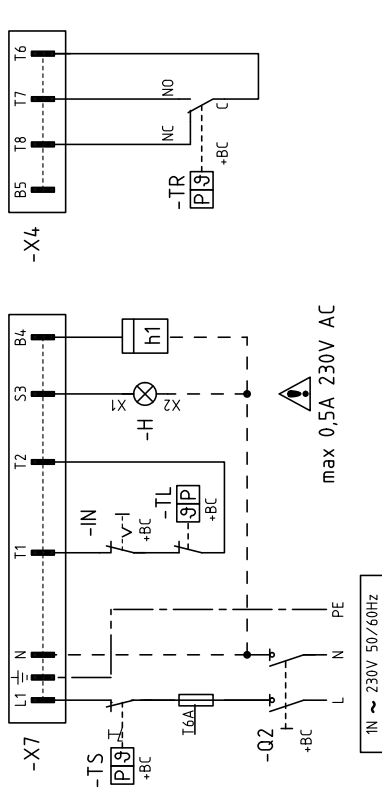 T6
T7
T8
B5
-X4
NO
NC
C
-TR
P ϑ
+BC
B4
S3
T2
T1
N
L1
-X7
h1
X1
X2
-H
max 0,5A 230V AC
-IN
+BC
-TL
ϑ P
+BC
-TS
P ϑ
+BC
T6A
-Q2
+BC
PE
N
L
1N ~ 230V 50/60Hz